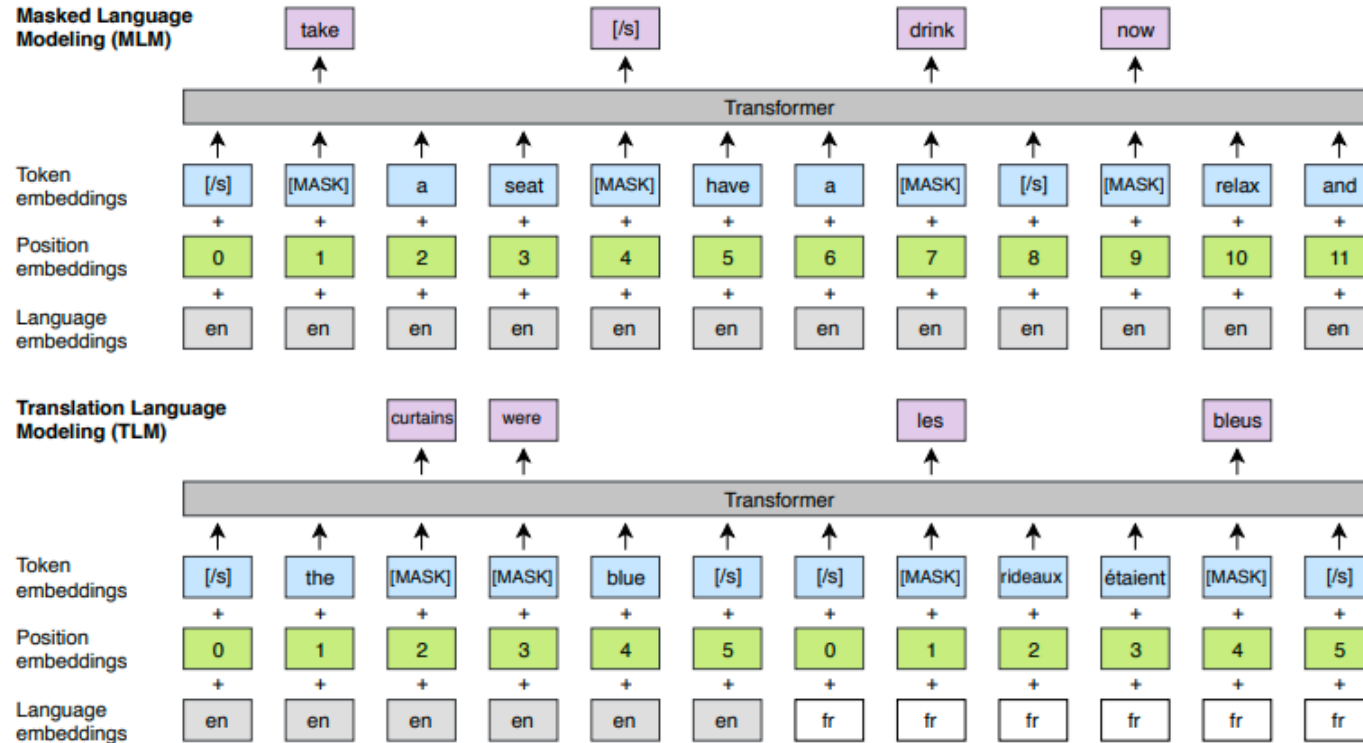 Masked Language
Modeling (MLM)
take [/s] drink now
Transformer
Token
embeddings
[/s] [MASK] a seat [MASK] have a [MASK] [/s] [MASK] relax and
+ + + + + + + + + + + +
Position
embeddings
0 1 2 3 4 5 6 7 8 9 10 11
+ + + + + + + + + + + +
Language
embeddings
en en en en en en en en en en en en
Translation Language
Modeling (TLM)
curtains were les bleus
Transformer
Token
embeddings
[/s] the [MASK] [MASK] blue [/s] [/s] [MASK] rideaux étaient [MASK] [/s]
+ + + + + + + + + + + +
Position
embeddings
0 1 2 3 4 5 0 1 2 3 4 5
+ + + + + + + + + + + +
Language
embeddings
en en en en en en fr fr fr fr fr fr